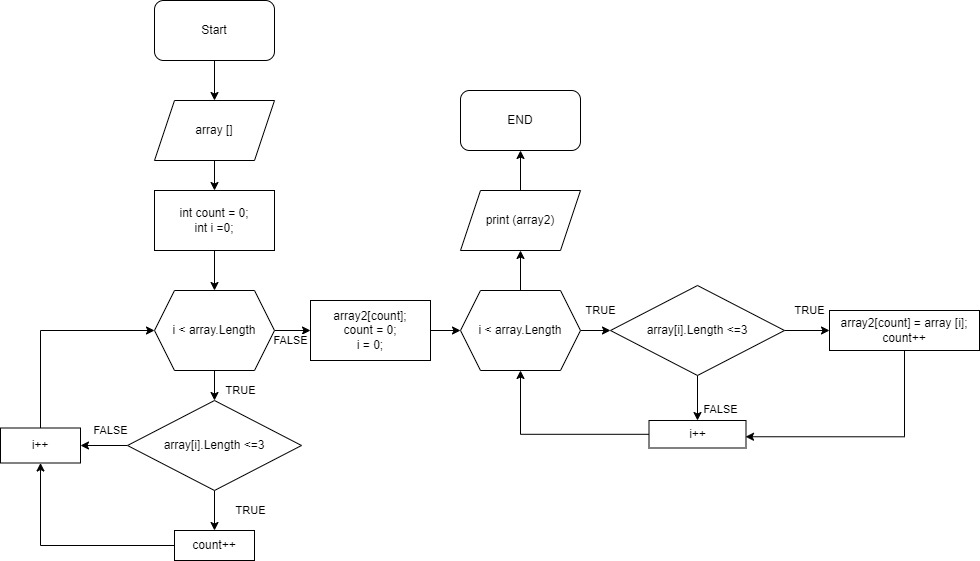 Start
array []
int count = 0;
int i =0;
i < array.Length
FALSE
TRUE
array[i].Length <=3
FALSE
i++
TRUE
count++
array2[count];
count = 0;
i = 0;
i < array.Length
print (array2)
END
TRUE
array[i].Length <=3
TRUE
array2[count] = array [i];
count++
FALSE
i++